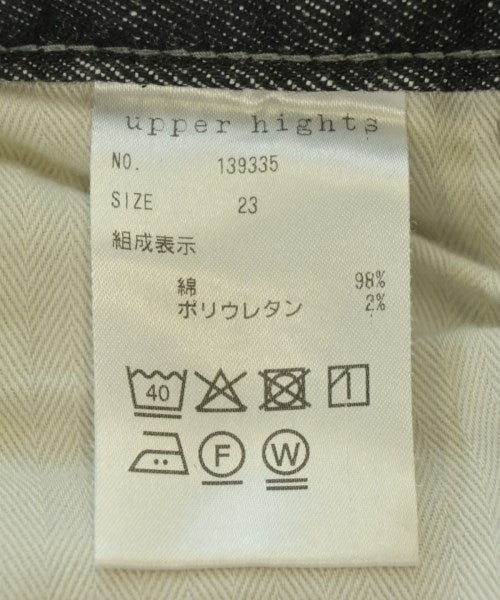 upper hights
NO. 139335
SIZE 23
組成表示
綿 98%
ポリウレタン 2%
40
F W